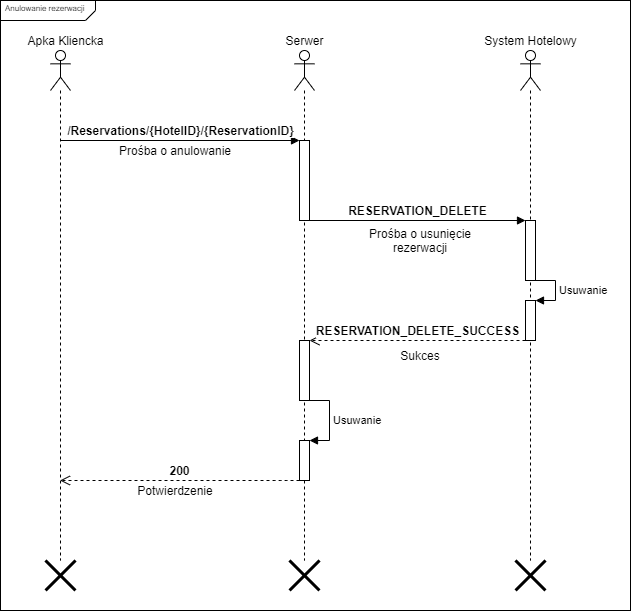 Anulowanie rezerwacji
Apka Kliencka
Serwer
System Hotelowy
/Reservations/{HotelID}/{ReservationID}
Prośba o anulowanie
RESERVATION_DELETE
Prośba o usunięcie
rezerwacji
Usuwanie
RESERVATION_DELETE_SUCCESS
Sukces
Usuwanie
200
Potwierdzenie